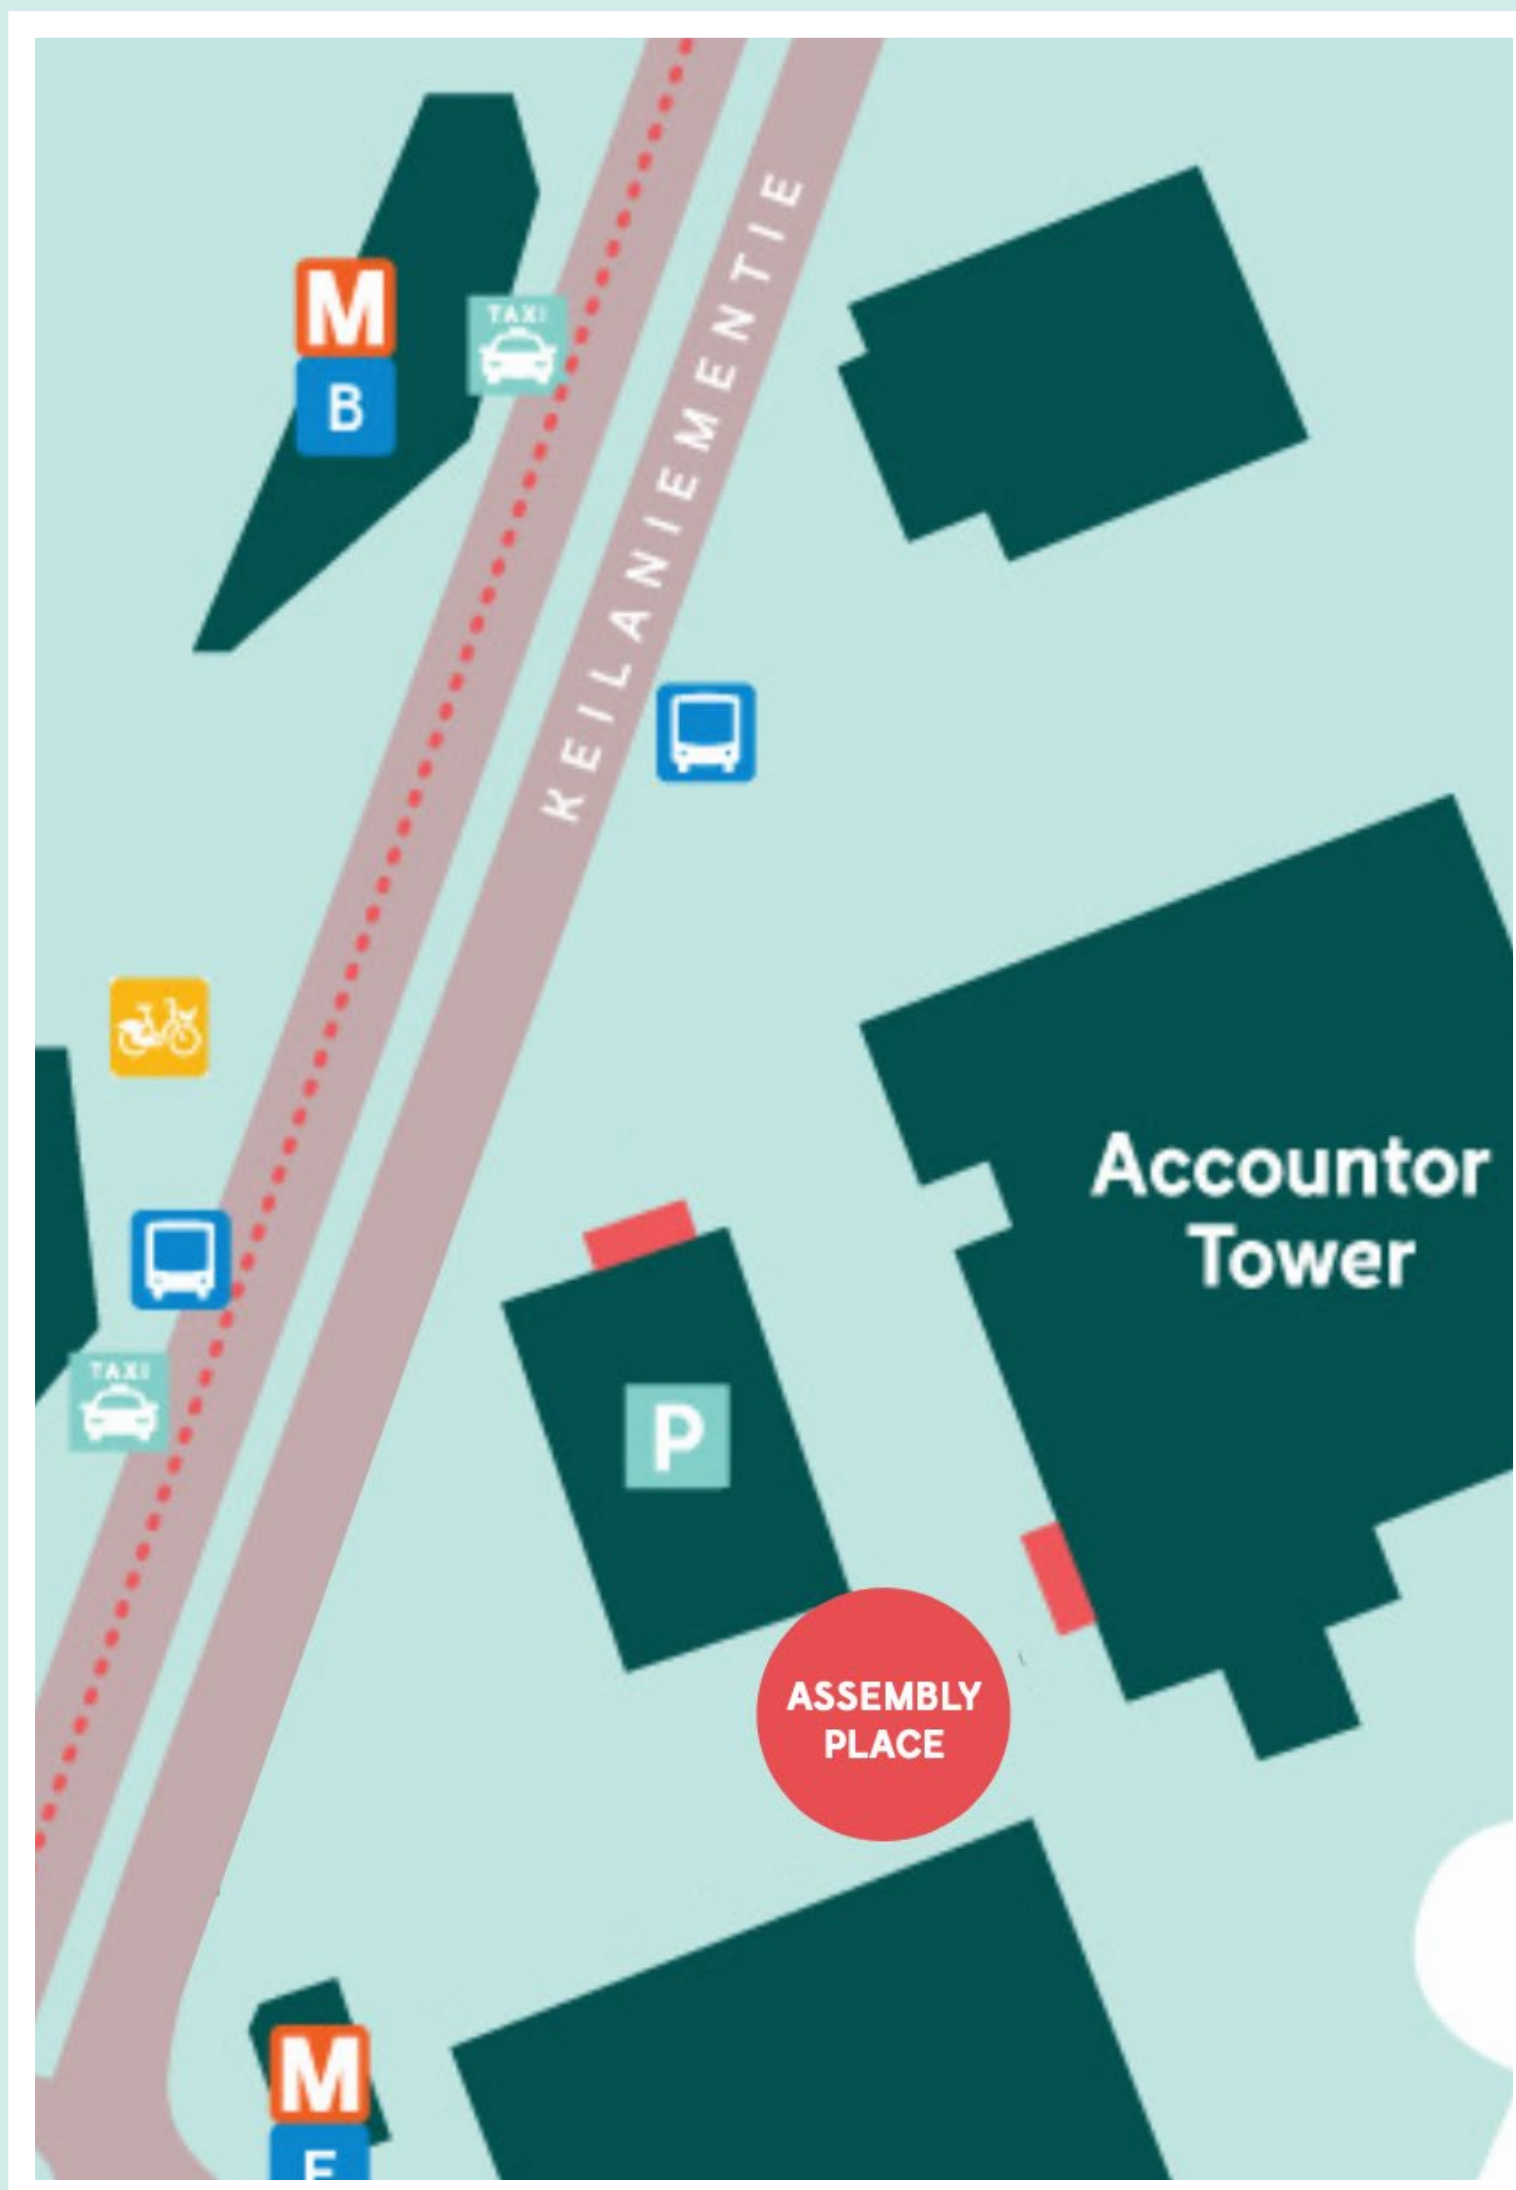 M
TAXI
B
KEILANIEMENTIE
Accountor
Tower
TAXI
P
ASSEMBLY
PLACE
M